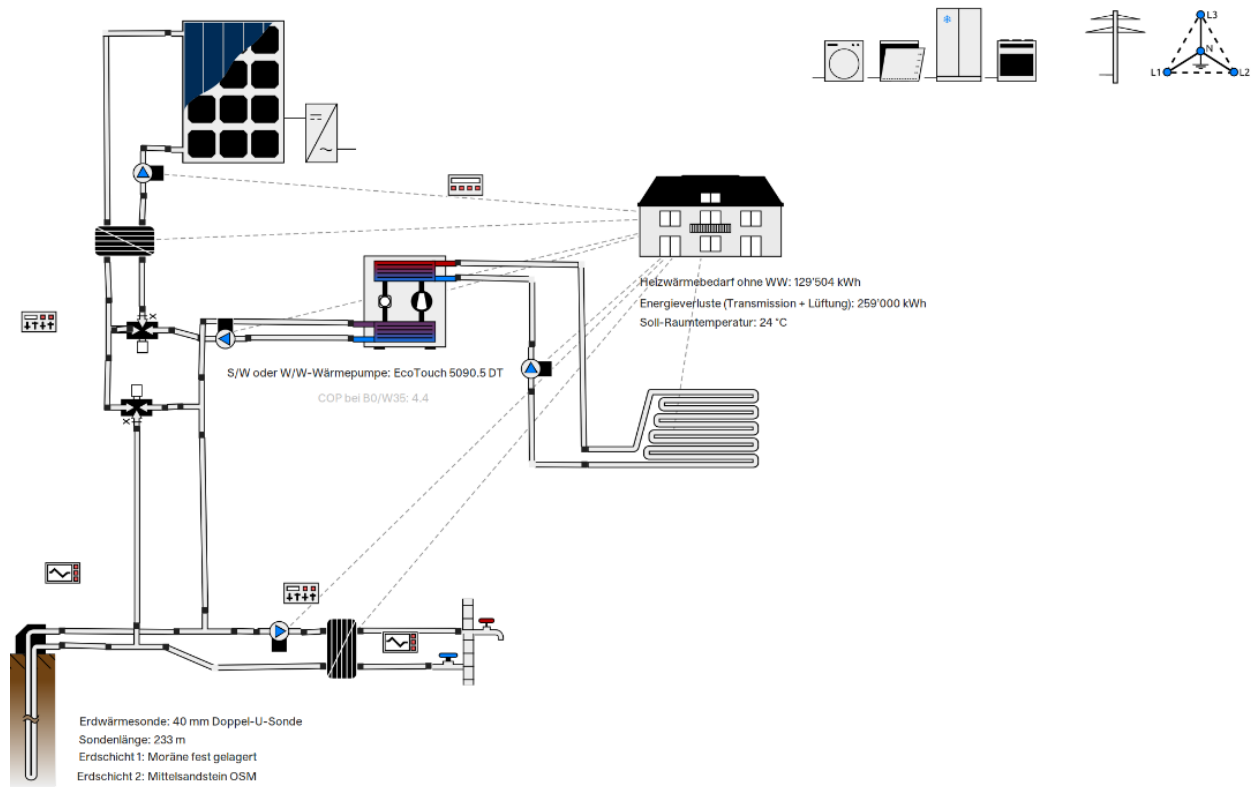 L3
N
L1
L2
Heizwärmebedarf ohne WW: 129'504 kWh
Energieverluste (Transmission + Lüftung): 259'000 kWh
Soll-Raumtemperatur: 24 °C
S/W oder W/W-Wärmepumpe: EcoTouch 5090.5 DT
COP bei B0/W35: 4.4
X
X
Erdwärmesonde: 40 mm Doppel-U-Sonde
Sondenlänge: 233 m
Erdschicht 1: Moräne fest gelagert
Erdschicht 2: Mittelsandstein OSM